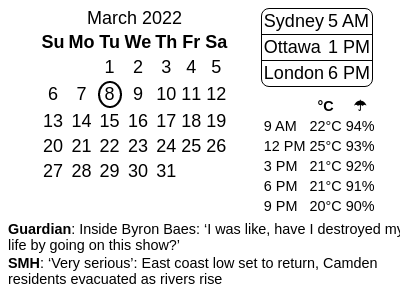 March 2022
Su Mo Tu We Th Fr Sa
1 2 3 4 5
6 7 8 9 10 11 12
13 14 15 16 17 18 19
20 21 22 23 24 25 26
27 28 29 30 31
Sydney 5 AM
Ottawa 1 PM
London 6 PM
°C ☂
9 AM 22°C 94%
12 PM 25°C 93%
3 PM 21°C 92%
6 PM 21°C 91%
9 PM 20°C 90%
Guardian: Inside Byron Baes: ‘I was like, have I destroyed my
life by going on this show?’
SMH: ‘Very serious’: East coast low set to return, Camden
residents evacuated as rivers rise